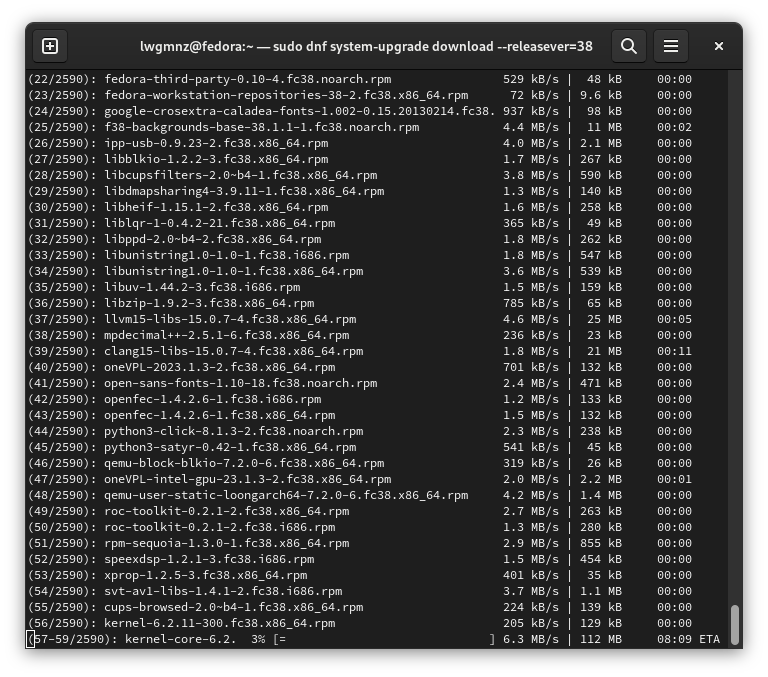 lwgmnz@fedora:~ — sudo dnf system-upgrade download --releasever=38
(22/2590): fedora-third-party-0.10-4.fc38.noarch.rpm 529 kB/s | 48 kB 00:00
(23/2590): fedora-workstation-repositories-38-2.fc38.x86_64.rpm 72 kB/s | 9.6 kB 00:00
(24/2590): google-crosextra-caladea-fonts-1.002-0.15.20130214.fc38. 937 kB/s | 98 kB 00:00
(25/2590): f38-backgrounds-base-38.1.1-1.fc38.noarch.rpm 4.4 MB/s | 11 MB 00:02
(26/2590): ipp-usb-0.9.23-2.fc38.x86_64.rpm 4.0 MB/s | 2.1 MB 00:00
(27/2590): libblkio-1.2.2-3.fc38.x86_64.rpm 1.7 MB/s | 267 kB 00:00
(28/2590): libcupsfilters-2.0~b4-1.fc38.x86_64.rpm 3.8 MB/s | 590 kB 00:00
(29/2590): libdmapsharing4-3.9.11-1.fc38.x86_64.rpm 1.3 MB/s | 140 kB 00:00
(30/2590): libheif-1.15.1-2.fc38.x86_64.rpm 1.6 MB/s | 258 kB 00:00
(31/2590): liblqr-1-0.4.2-21.fc38.x86_64.rpm 365 kB/s | 49 kB 00:00
(32/2590): libppd-2.0~b4-2.fc38.x86_64.rpm 1.8 MB/s | 262 kB 00:00
(33/2590): libunistring1.0-1.0-1.fc38.i686.rpm 1.8 MB/s | 547 kB 00:00
(34/2590): libunistring1.0-1.0-1.fc38.x86_64.rpm 3.6 MB/s | 539 kB 00:00
(35/2590): libuv-1.44.2-3.fc38.i686.rpm 1.5 MB/s | 159 kB 00:00
(36/2590): libzip-1.9.2-3.fc38.x86_64.rpm 785 kB/s | 65 kB 00:00
(37/2590): llvm15-libs-15.0.7-4.fc38.x86_64.rpm 4.6 MB/s | 25 MB 00:05
(38/2590): mpdecimal++-2.5.1-6.fc38.x86_64.rpm 236 kB/s | 23 kB 00:00
(39/2590): clang15-libs-15.0.7-4.fc38.x86_64.rpm 1.8 MB/s | 21 MB 00:11
(40/2590): oneVPL-2023.1.3-2.fc38.x86_64.rpm 701 kB/s | 132 kB 00:00
(41/2590): open-sans-fonts-1.10-18.fc38.noarch.rpm 2.4 MB/s | 471 kB 00:00
(42/2590): openfec-1.4.2.6-1.fc38.i686.rpm 1.2 MB/s | 133 kB 00:00
(43/2590): openfec-1.4.2.6-1.fc38.x86_64.rpm 1.5 MB/s | 132 kB 00:00
(44/2590): python3-click-8.1.3-2.fc38.noarch.rpm 2.3 MB/s | 238 kB 00:00
(45/2590): python3-satyr-0.42-1.fc38.x86_64.rpm 541 kB/s | 45 kB 00:00
(46/2590): qemu-block-blkio-7.2.0-6.fc38.x86_64.rpm 319 kB/s | 26 kB 00:00
(47/2590): oneVPL-intel-gpu-23.1.3-2.fc38.x86_64.rpm 2.0 MB/s | 2.2 MB 00:01
(48/2590): qemu-user-static-loongarch64-7.2.0-6.fc38.x86_64.rpm 4.2 MB/s | 1.4 MB 00:00
(49/2590): roc-toolkit-0.2.1-2.fc38.x86_64.rpm 2.7 MB/s | 263 kB 00:00
(50/2590): roc-toolkit-0.2.1-2.fc38.i686.rpm 1.3 MB/s | 280 kB 00:00
(51/2590): rpm-sequoia-1.3.0-1.fc38.x86_64.rpm 2.9 MB/s | 855 kB 00:00
(52/2590): speexdsp-1.2.1-3.fc38.i686.rpm 1.5 MB/s | 454 kB 00:00
(53/2590): xprop-1.2.5-3.fc38.x86_64.rpm 401 kB/s | 35 kB 00:00
(54/2590): svt-av1-libs-1.4.1-2.fc38.i686.rpm 3.7 MB/s | 1.1 MB 00:00
(55/2590): cups-browsed-2.0~b4-1.fc38.x86_64.rpm 224 kB/s | 139 kB 00:00
(56/2590): kernel-6.2.11-300.fc38.x86_64.rpm 205 kB/s | 129 kB 00:00
(57-59/2590): kernel-core-6.2. 3% [= ] 6.3 MB/s | 112 MB 08:09 ETA